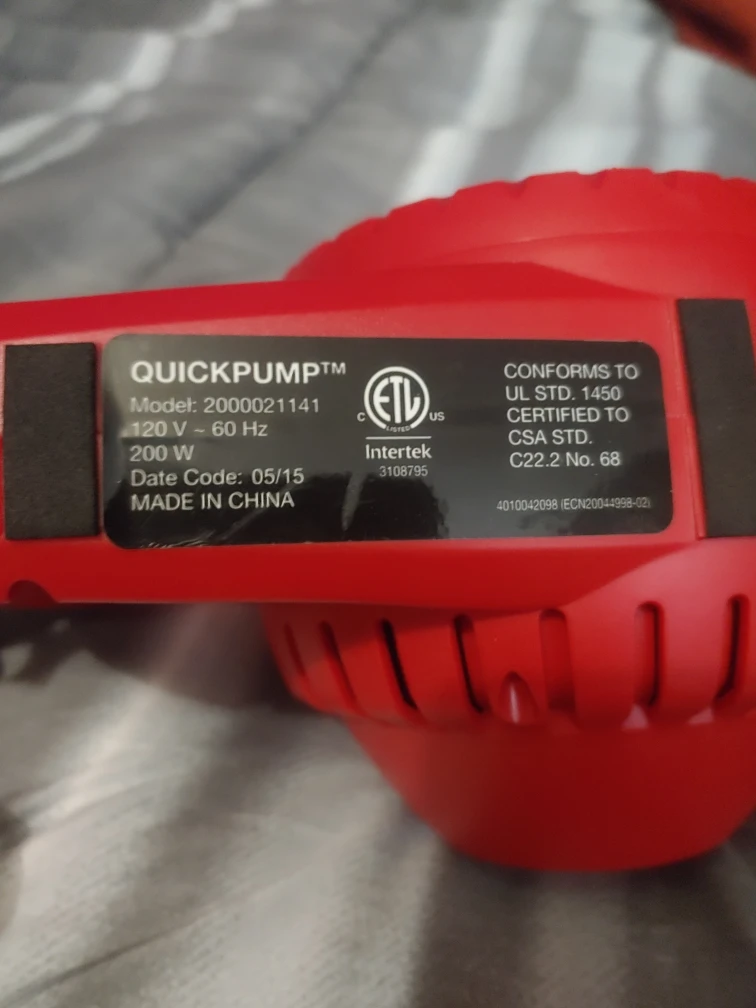 QUICKPUMP™
Model: 2000021141
120 V ~ 60 Hz
200 W
Date Code: 05/15
MADE IN CHINA
ETL
C US
LISTED
Intertek
3108795
CONFORMS TO
UL STD. 1450
CERTIFIED TO
CSA STD.
C22.2 No. 68
4010042098 (ECN20044998-02)